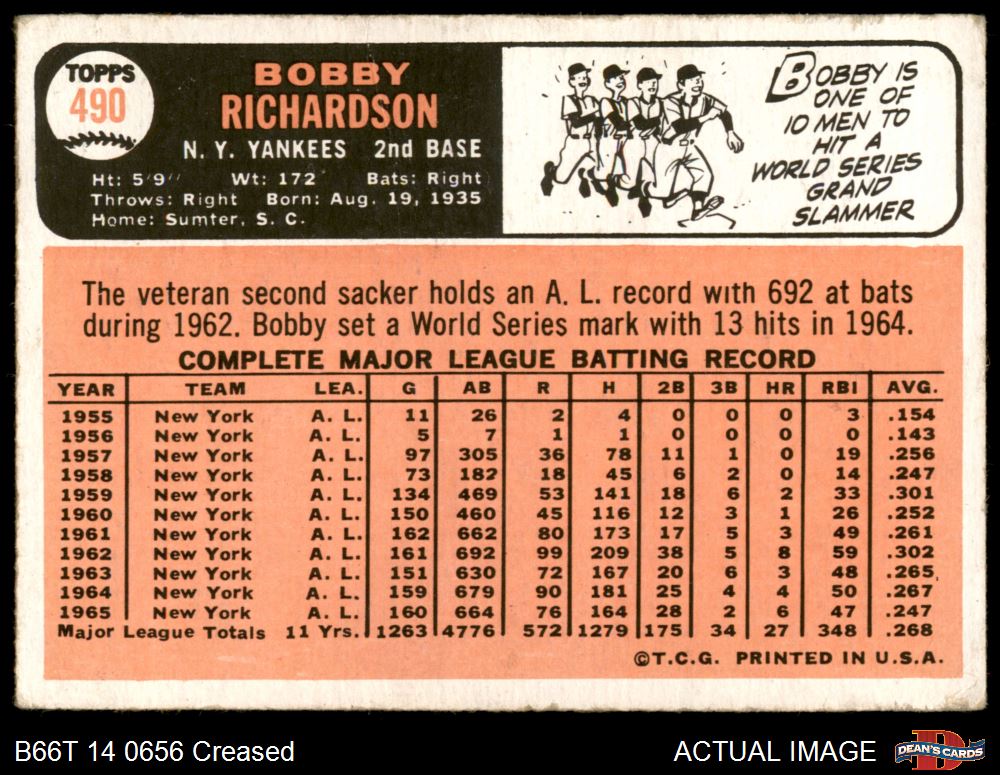 TOPPS
490
BOBBY
RICHARDSON
N. Y. YANKEES 2nd BASE
Ht: 5'9" Wt: 172 Bats: Right
Throws: Right Born: Aug. 19, 1935
Home: Sumter, S. C.
BOBBY IS
ONE OF
10 MEN TO
HIT A
WORLD SERIES
GRAND
SLAMMER
The veteran second sacker holds an A. L. record with 692 at bats
during 1962. Bobby set a World Series mark with 13 hits in 1964.
COMPLETE MAJOR LEAGUE BATTING RECORD
YEAR TEAM LEA. G AB R H 2B 3B HR RBI AVG.
1955 New York A. L. 11 26 2 4 0 0 0 3 .154
1956 New York A. L. 5 7 1 1 0 0 0 0 .143
1957 New York A. L. 97 305 36 78 11 1 0 19 .256
1958 New York A. L. 73 182 18 45 6 2 0 14 .247
1959 New York A. L. 134 469 53 141 18 6 2 33 .301
1960 New York A. L. 150 460 45 116 12 3 1 26 .252
1961 New York A. L. 162 662 80 173 17 5 3 49 .261
1962 New York A. L. 161 692 99 209 38 5 8 59 .302
1963 New York A. L. 151 630 72 167 20 6 3 48 .265
1964 New York A. L. 159 679 90 181 25 4 4 50 .267
1965 New York A. L. 160 664 76 164 28 2 6 47 .247
Major League Totals 11 Yrs. 1263 4776 572 1279 175 34 27 348 .268
©T.C.G. PRINTED IN U.S.A.
B66T 14 0656 Creased
ACTUAL IMAGE
D
DEAN'S CARDS